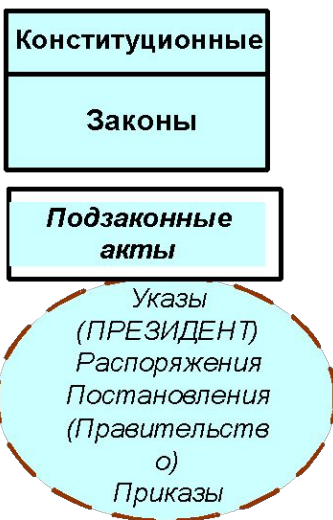 Конституционные
Законы
Подзаконные
акты
Указы
(ПРЕЗИДЕНТ)
Распоряжения
Постановления
(Правительств
о)
Приказы